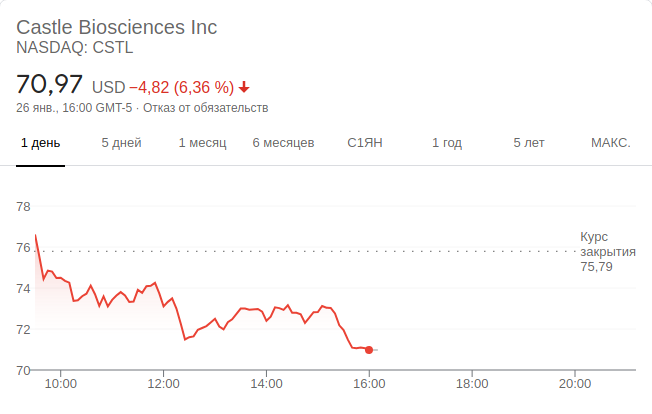 Castle Biosciences Inc
NASDAQ: CSTL
70,97 USD −4,82 (6,36 %)
26 янв., 16:00 GMT-5 · Отказ от обязательств
1 день 5 дней 1 месяц 6 месяцев С1ЯН 1 год 5 лет МАКС.
78
76
74
72
70
Курс
закрытия
75,79
10:00 12:00 14:00 16:00 18:00 20:00